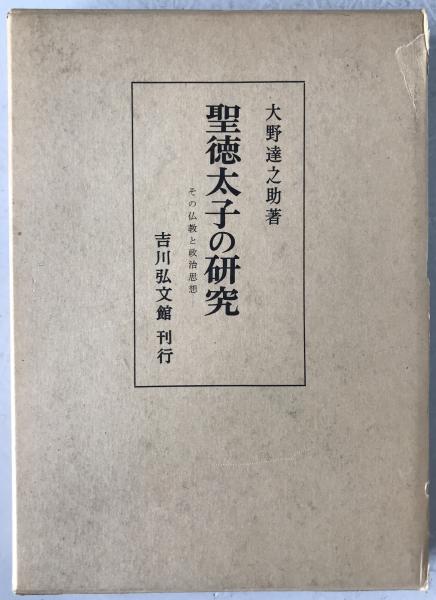 大野達之助著
聖徳太子の研究
その仏教と政治思想
吉川弘文館 刊行